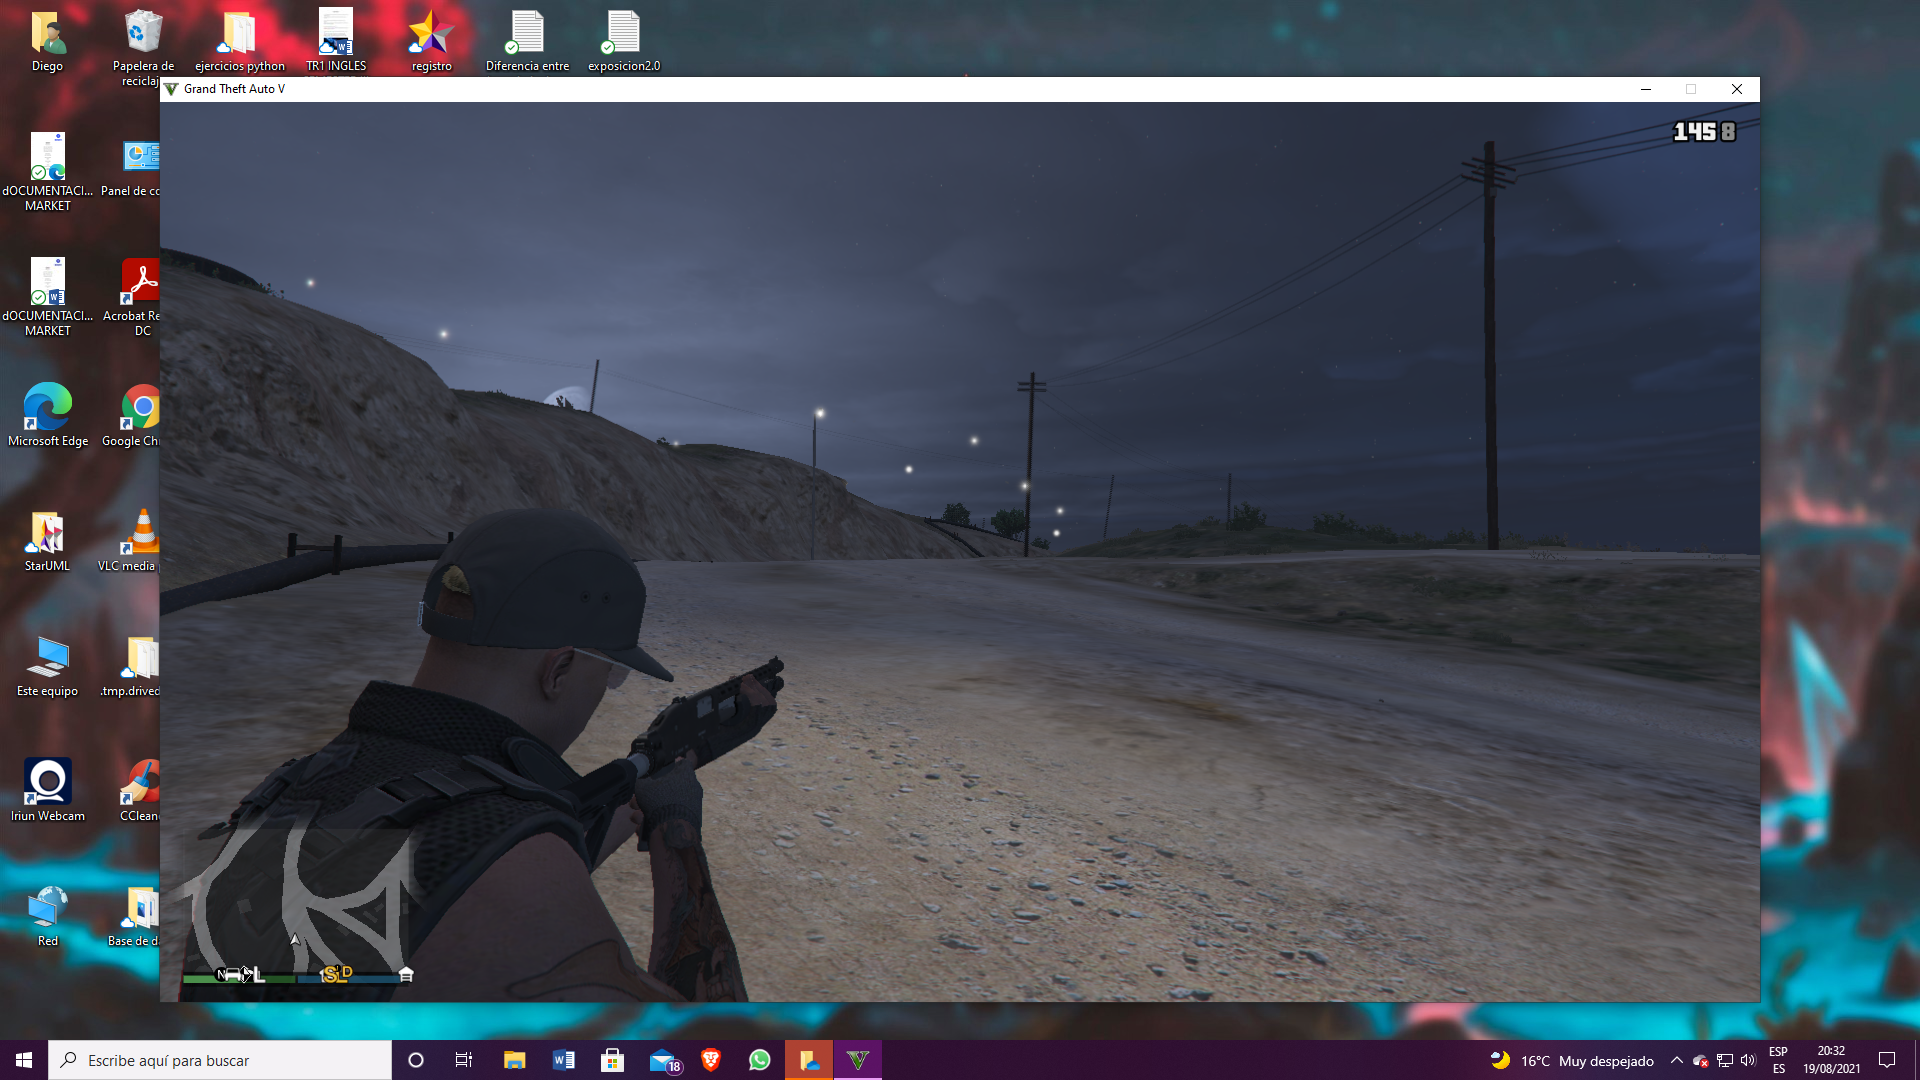 Diego
Papelera de
reciclaj
ejercicios python
TR1 INGLES
registro
Diferencia entre
exposicion2.0
Grand Theft Auto V
145 8
dOCUMENTACI...
MARKET
Panel de co
dOCUMENTACI...
MARKET
Acrobat Re
DC
Microsoft Edge
Google Ch
StarUML
VLC media
Este equipo
.tmp.drived
Iriun Webcam
CClean
Red
Base de d
N
L
S
D
Escribe aquí para buscar
18
16°C Muy despejado
ESP
ES
20:32
19/08/2021